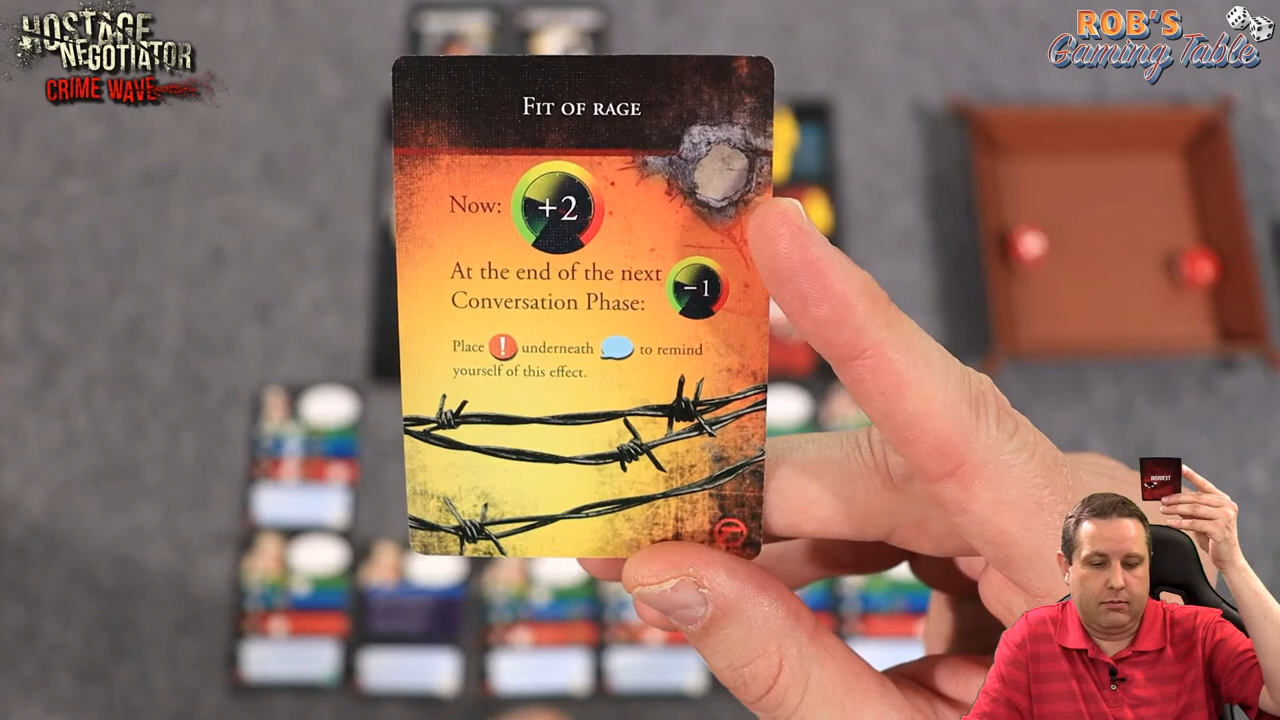 HOSTAGE
NEGOTIATOR
CRIME WAVE
ROB'S
Gaming Table
Fit of rage
Now: +2
At the end of the next
Conversation Phase: -1
Place ! underneath to remind
yourself of this effect.